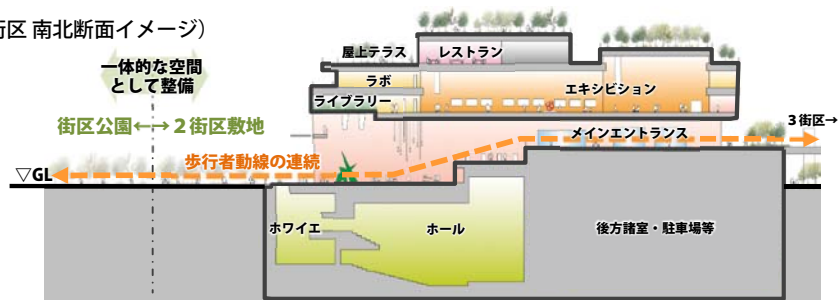 街区 南北断面イメージ）
一体的な空間
として整備
街区公園←→２街区敷地
歩行者動線の連続
▽GL
屋上テラス
レストラン
ラボ
エキシビション
ライブラリー
メインエントランス
３街区→
ホワイエ
ホール
後方諸室・駐車場等